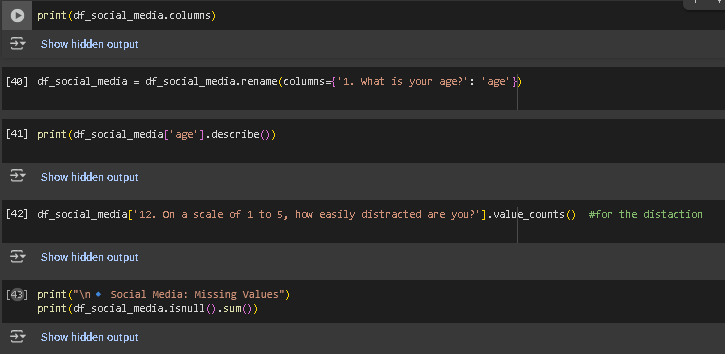 print(df_social_media.columns)
Show hidden output
[40] df_social_media = df_social_media.rename(columns={'1. What is your age?': 'age'})
[41] print(df_social_media['age'].describe())
Show hidden output
[42] df_social_media['12. On a scale of 1 to 5, how easily distracted are you?'].value_counts()  #for the distaction
Show hidden output
[43] print("\n🔹 Social Media: Missing Values")
print(df_social_media.isnull().sum())
Show hidden output